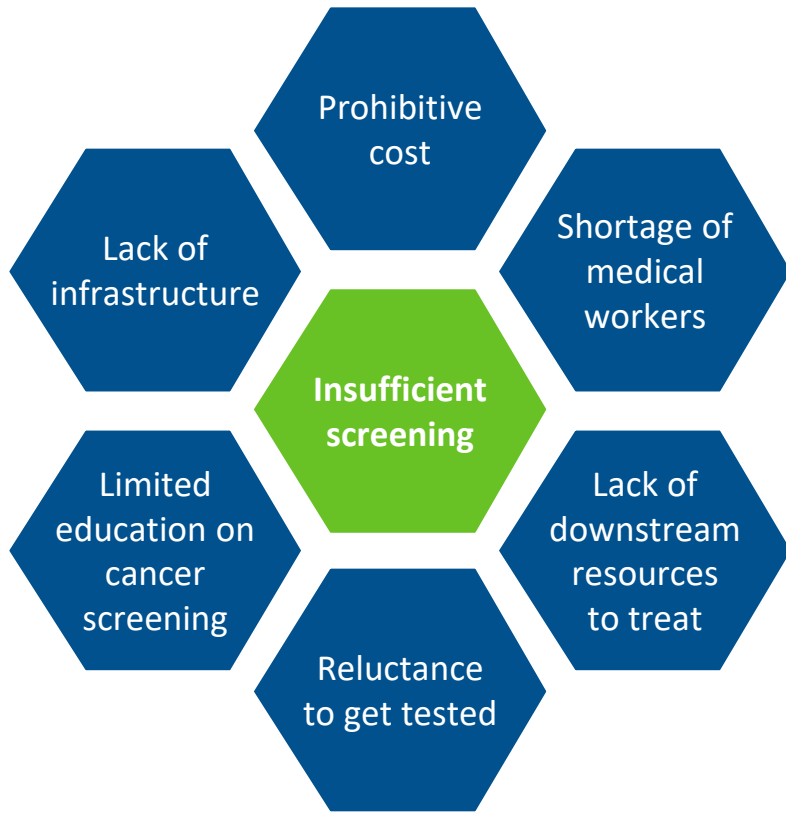 Prohibitive
cost
Shortage of
medical
workers
Lack of
infrastructure
Insufficient
screening
Limited
education on
cancer
screening
Lack of
downstream
resources
to treat
Reluctance
to get tested